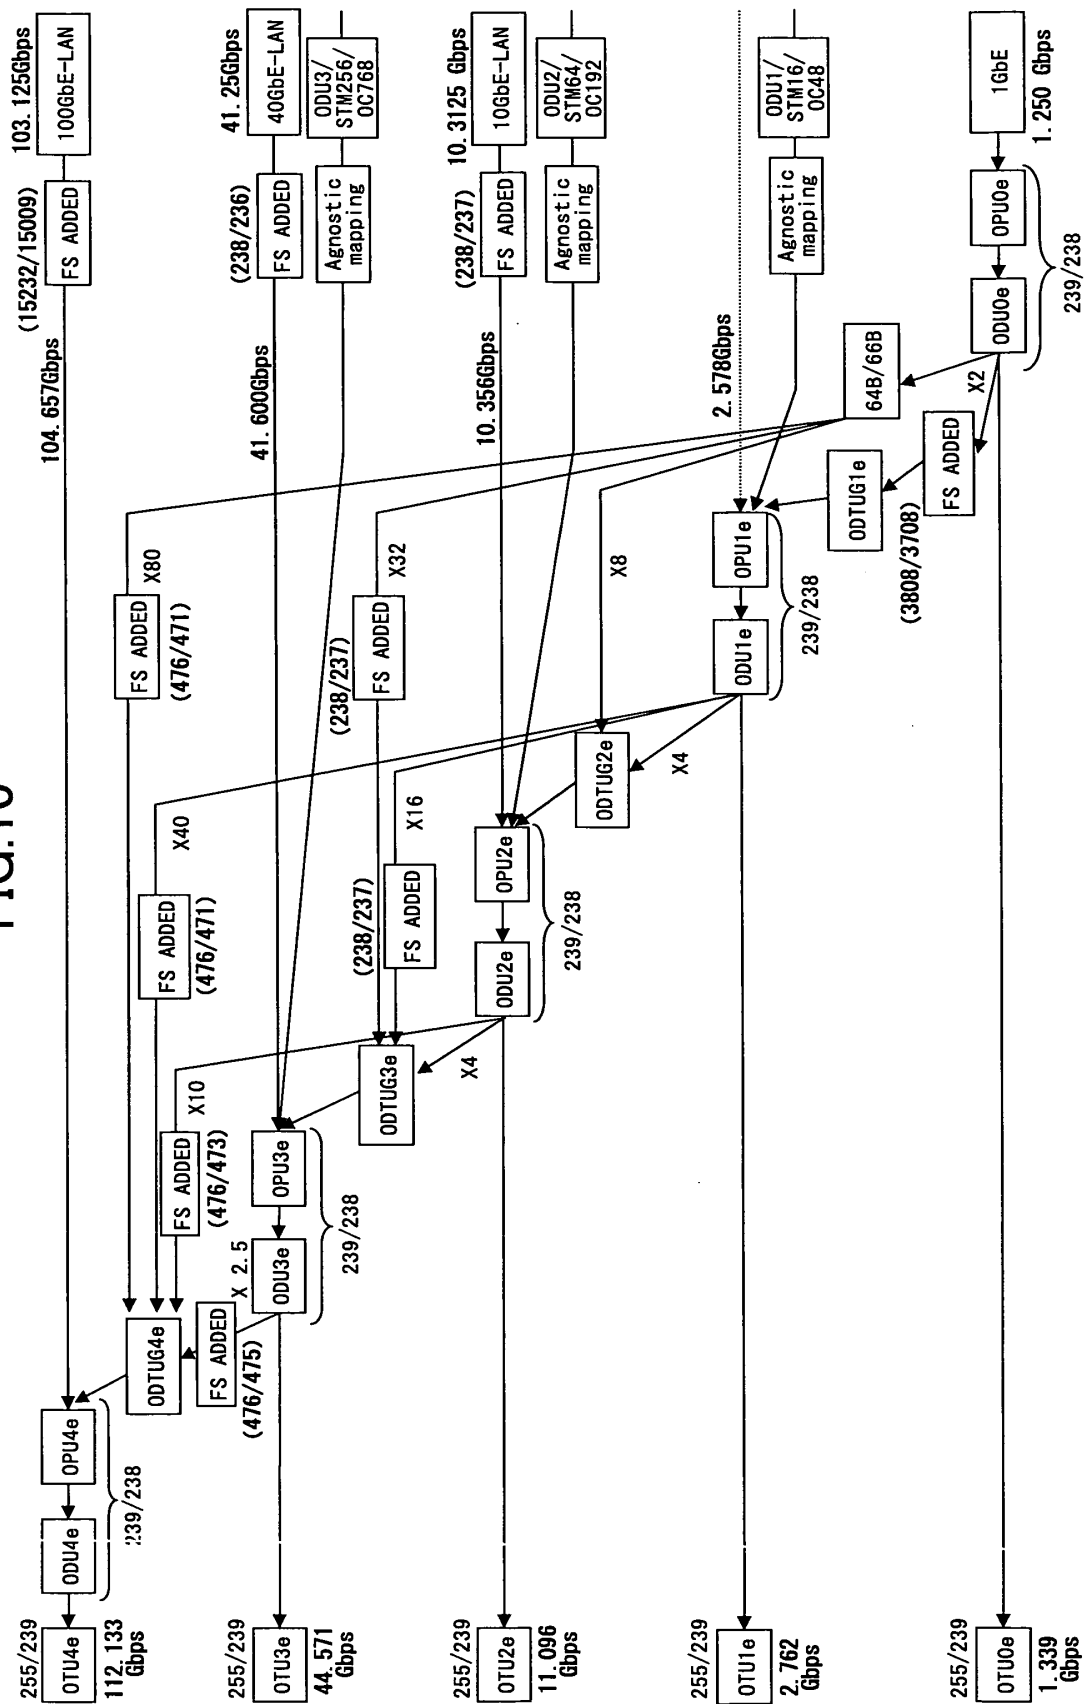 FIG.10
255/239
OTU4e
112.133
Gbps
ODU4e
OPU4e
239/238
104.657Gbps
(15232/15009)
FS ADDED
103.125Gbps
100GbE-LAN
ODTUG4e
FS ADDED
(476/475)
FS ADDED
(476/473)
X10
FS ADDED
(476/471)
X40
FS ADDED
(476/471)
X80
255/239
OTU3e
44.571
Gbps
X 2.5
ODU3e
OPU3e
239/238
41.600Gbps
(238/236)
FS ADDED
41.25Gbps
40GbE-LAN
Agnostic
mapping
ODU3/
STM256/
OC768
ODTUG3e
X4
(238/237)
FS ADDED
X16
(238/237)
FS ADDED
X32
255/239
OTU2e
11.096
Gbps
ODU2e
OPU2e
239/238
10.356Gbps
(238/237)
FS ADDED
10.3125 Gbps
10GbE-LAN
Agnostic
mapping
ODU2/
STM64/
OC192
ODTUG2e
X4
X8
255/239
OTU1e
2.762
Gbps
ODU1e
OPU1e
239/238
2.578Gbps
Agnostic
mapping
ODU1/
STM16/
OC48
ODTUG1e
(3808/3708)
FS ADDED
64B/66B
X2
255/239
OTU0e
1.339
Gbps
ODU0e
OPU0e
239/238
1GbE
1.250 Gbps